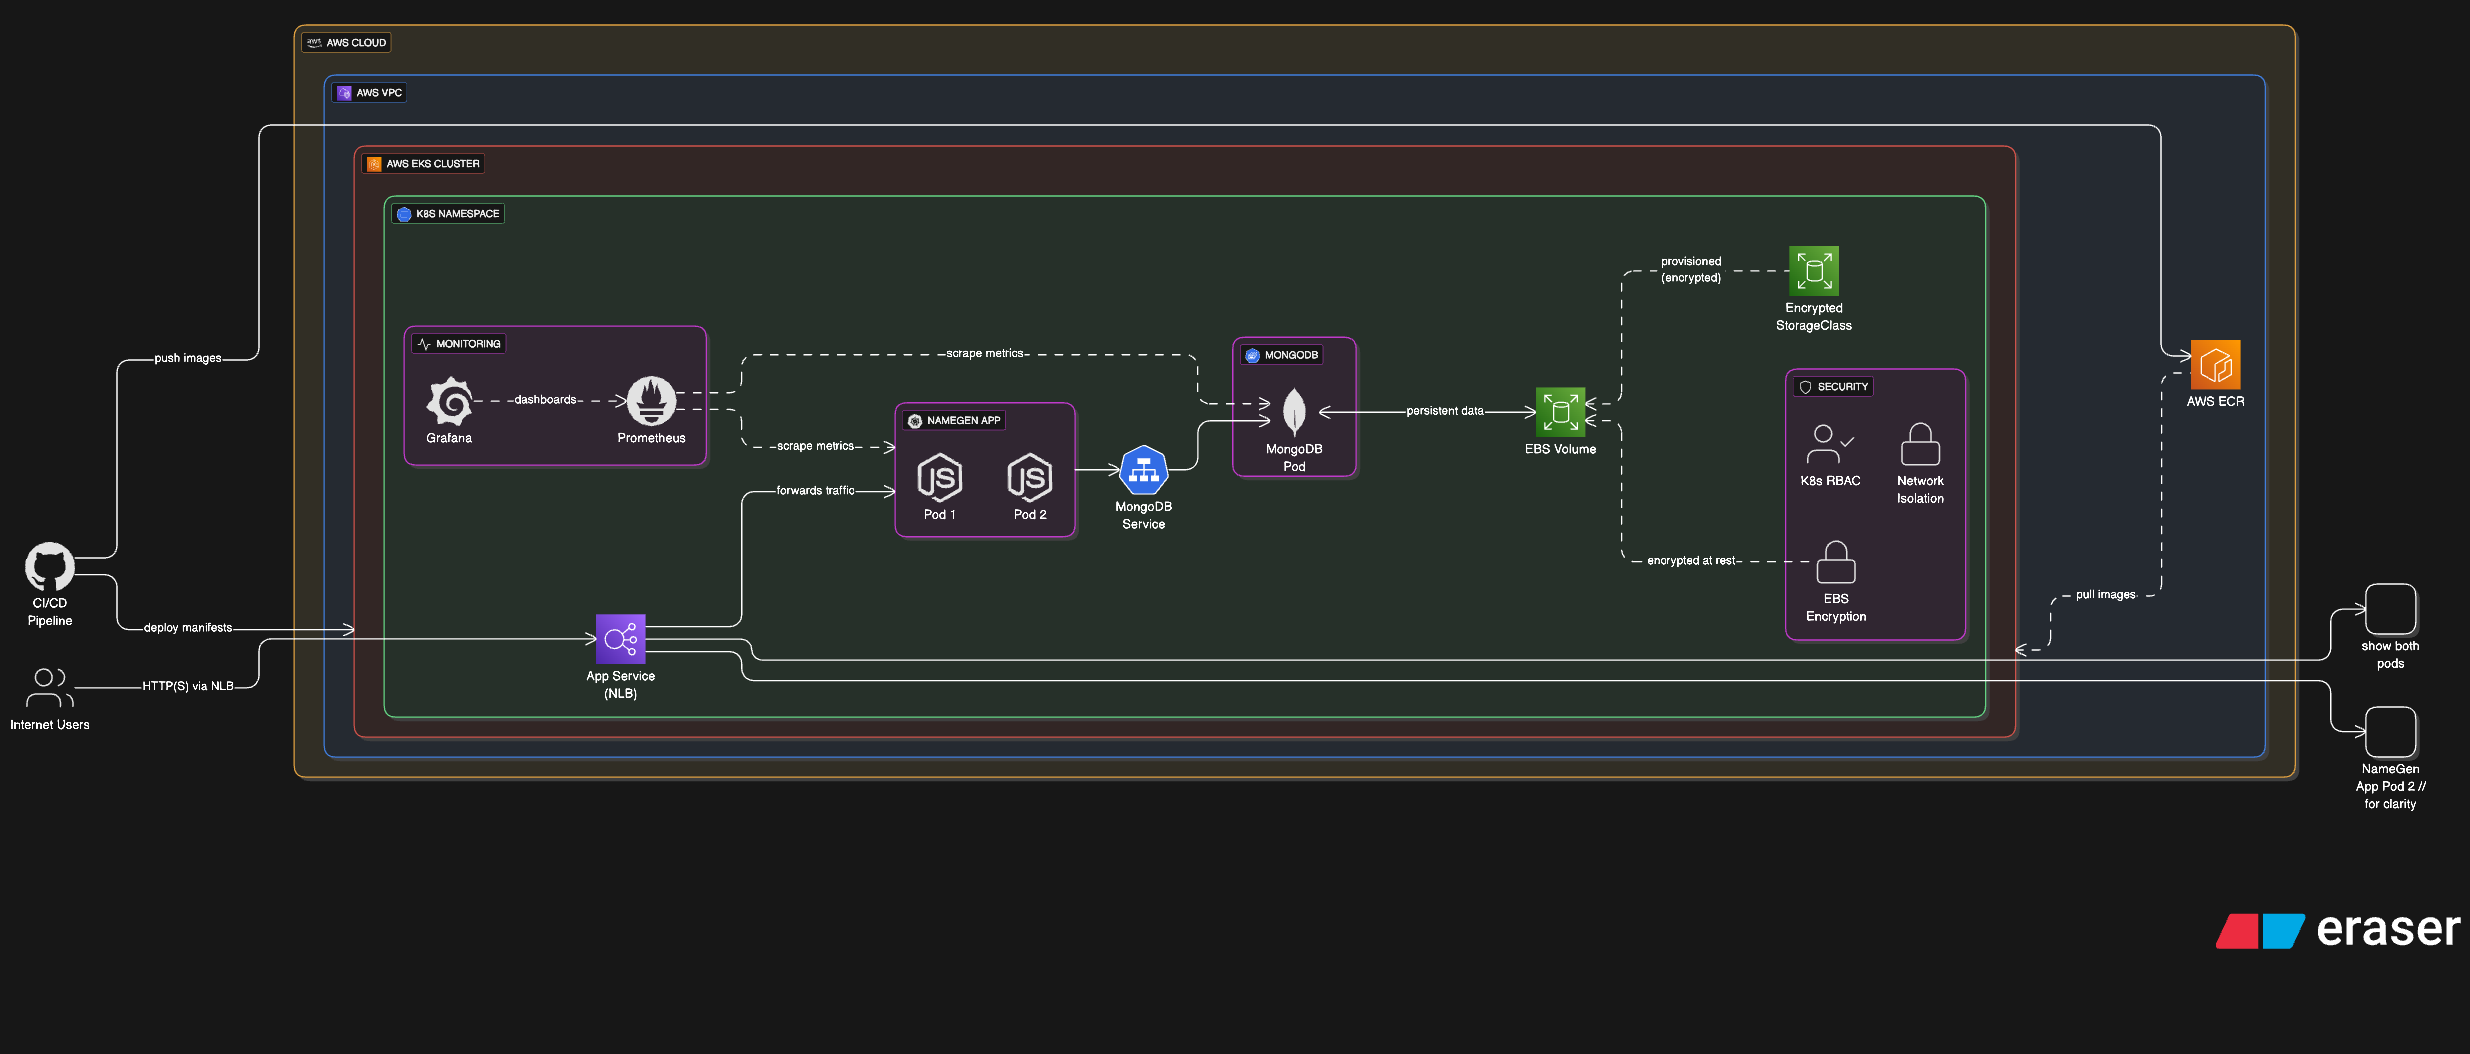 aws AWS CLOUD
AWS VPC
AWS EKS CLUSTER
K8S NAMESPACE
MONITORING
Grafana
dashboards
Prometheus
scrape metrics
scrape metrics
forwards traffic
NAMEGEN APP
JS
Pod 1
JS
Pod 2
MongoDB
Service
MONGODB
MongoDB
Pod
persistent data
EBS Volume
provisioned
(encrypted)
Encrypted
StorageClass
SECURITY
K8s RBAC
Network
Isolation
encrypted at rest
EBS
Encryption
AWS ECR
pull images
push images
CI/CD
Pipeline
deploy manifests
HTTP(S) via NLB
Internet Users
App Service
(NLB)
show both
pods
NameGen
App Pod 2 //
for clarity
eraser